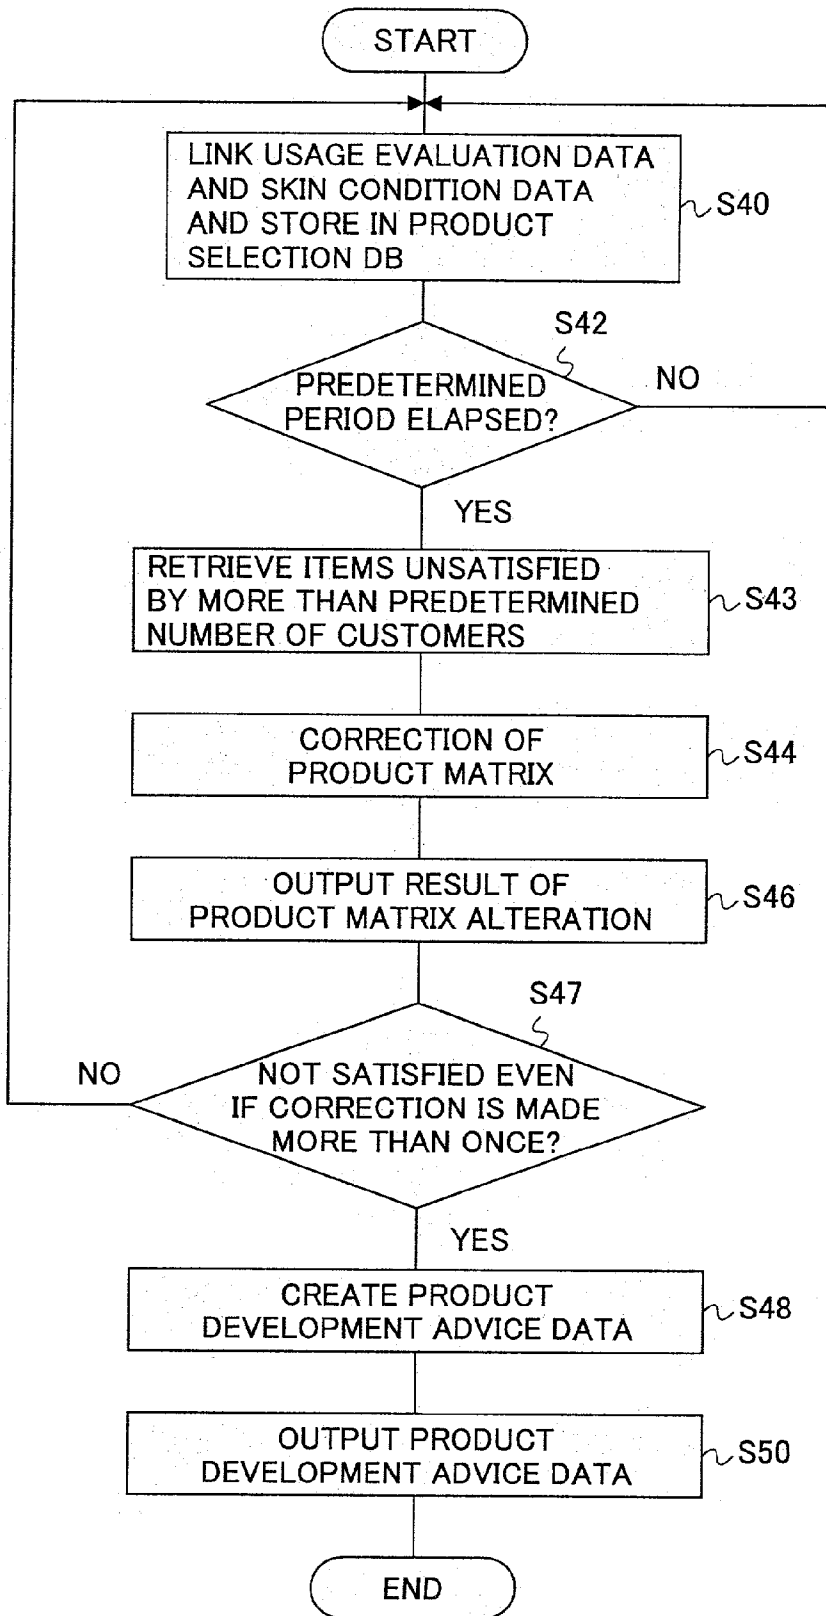 START
LINK USAGE EVALUATION DATA
AND SKIN CONDITION DATA
AND STORE IN PRODUCT
SELECTION DB
S40
S42
PREDETERMINED
PERIOD ELAPSED?
NO
YES
RETRIEVE ITEMS UNSATISFIED
BY MORE THAN PREDETERMINED
NUMBER OF CUSTOMERS
S43
CORRECTION OF
PRODUCT MATRIX
S44
OUTPUT RESULT OF
PRODUCT MATRIX ALTERATION
S46
S47
NO
NOT SATISFIED EVEN
IF CORRECTION IS MADE
MORE THAN ONCE?
YES
CREATE PRODUCT
DEVELOPMENT ADVICE DATA
S48
OUTPUT PRODUCT
DEVELOPMENT ADVICE DATA
S50
END